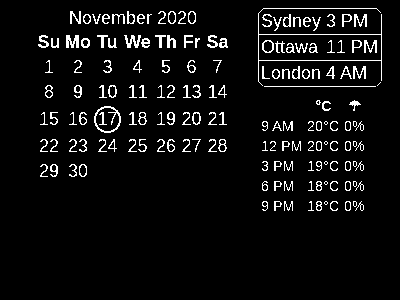 November 2020
Su Mo Tu We Th Fr Sa
1 2 3 4 5 6 7
8 9 10 11 12 13 14
15 16 17 18 19 20 21
22 23 24 25 26 27 28
29 30
Sydney 3 PM
Ottawa 11 PM
London 4 AM
°C ☂
9 AM 20°C 0%
12 PM 20°C 0%
3 PM 19°C 0%
6 PM 18°C 0%
9 PM 18°C 0%